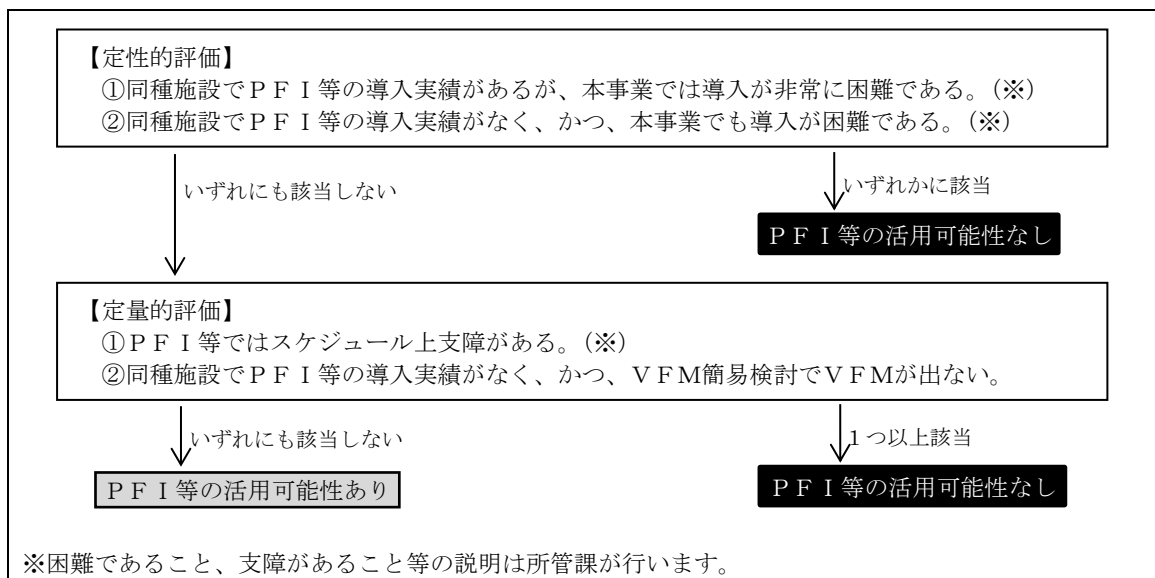 【定性的評価】
①同種施設でＰＦＩ等の導入実績があるが、本事業では導入が非常に困難である。（※）
②同種施設でＰＦＩ等の導入実績がなく、かつ、本事業でも導入が困難である。（※）
いずれにも該当しない
いずれかに該当
ＰＦＩ等の活用可能性なし
【定量的評価】
①ＰＦＩ等ではスケジュール上支障がある。（※）
②同種施設でＰＦＩ等の導入実績がなく、かつ、ＶＦＭ簡易検討でＶＦＭが出ない。
いずれにも該当しない
１つ以上該当
ＰＦＩ等の活用可能性あり
ＰＦＩ等の活用可能性なし
※困難であること、支障があること等の説明は所管課が行います。